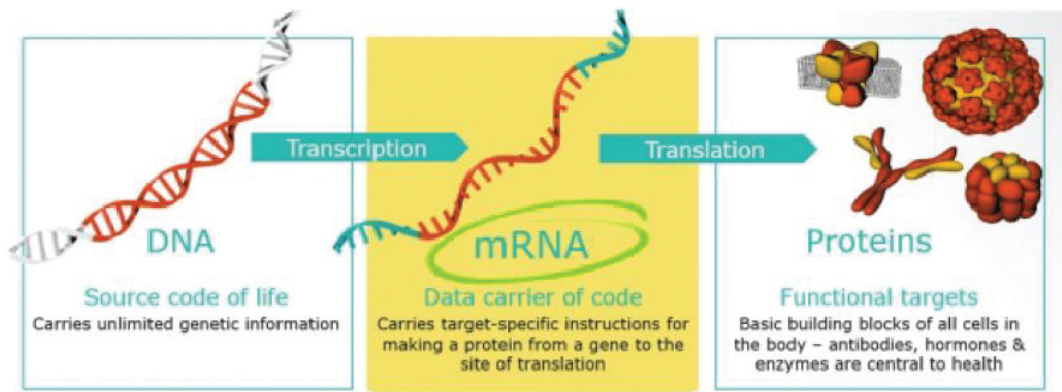 Transcription
Translation
DNA
Source code of life
Carries unlimited genetic information
mRNA
Data carrier of code
Carries target-specific instructions for
making a protein from a gene to the
site of translation
Proteins
Functional targets
Basic building blocks of all cells in
the body – antibodies, hormones &
enzymes are central to health